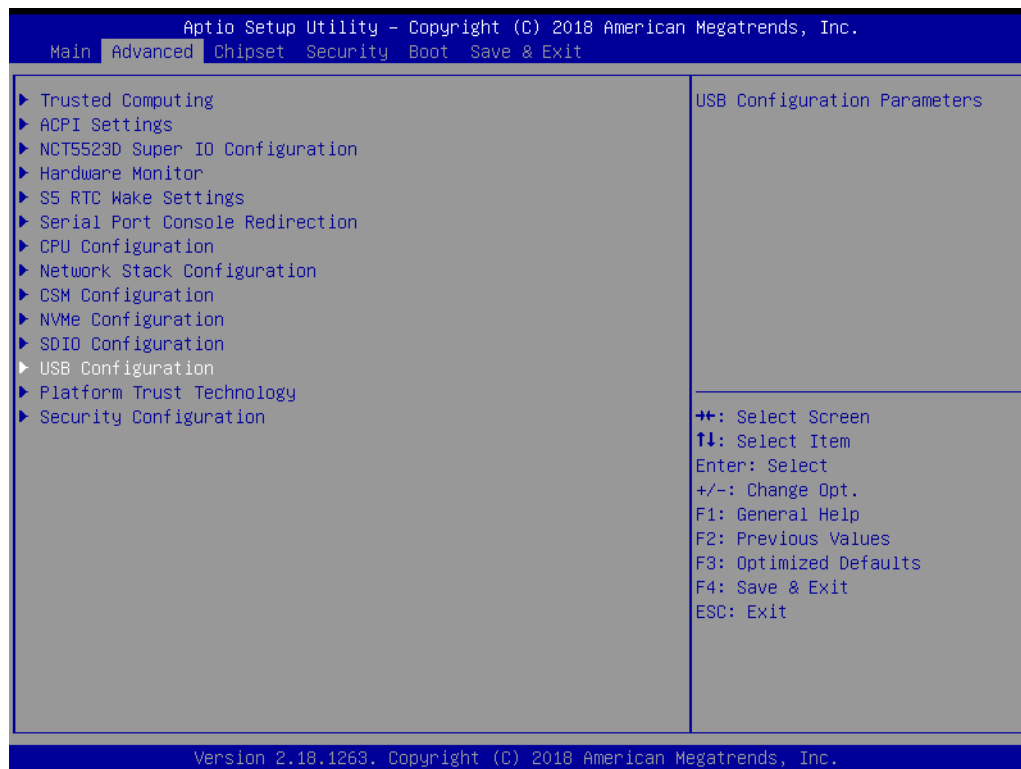 Aptio Setup Utility – Copyright (C) 2018 American Megatrends, Inc.
Main Advanced Chipset Security Boot Save & Exit
Trusted Computing
ACPI Settings
NCT5523D Super IO Configuration
Hardware Monitor
S5 RTC Wake Settings
Serial Port Console Redirection
CPU Configuration
Network Stack Configuration
CSM Configuration
NVMe Configuration
SDIO Configuration
USB Configuration
Platform Trust Technology
Security Configuration
USB Configuration Parameters
→←: Select Screen
↑↓: Select Item
Enter: Select
+/-: Change Opt.
F1: General Help
F2: Previous Values
F3: Optimized Defaults
F4: Save & Exit
ESC: Exit
Version 2.18.1263. Copyright (C) 2018 American Megatrends, Inc.